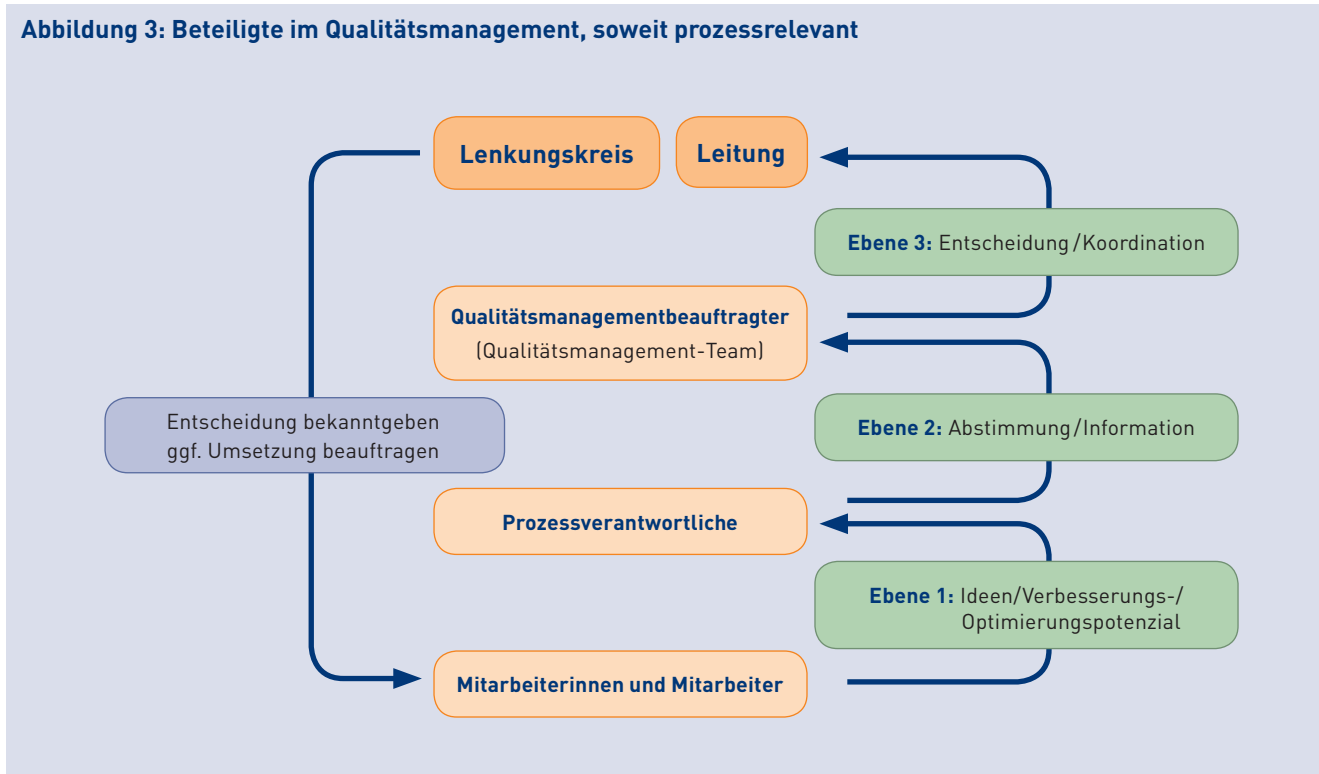 Abbildung 3: Beteiligte im Qualitätsmanagement, soweit prozessrelevant
Lenkungskreis
Leitung
Ebene 3: Entscheidung/Koordination
Qualitätsmanagementbeauftragter
(Qualitätsmanagement-Team)
Entscheidung bekanntgeben
ggf. Umsetzung beauftragen
Ebene 2: Abstimmung/Information
Prozessverantwortliche
Ebene 1: Ideen/Verbesserungs-/
Optimierungspotenzial
Mitarbeiterinnen und Mitarbeiter